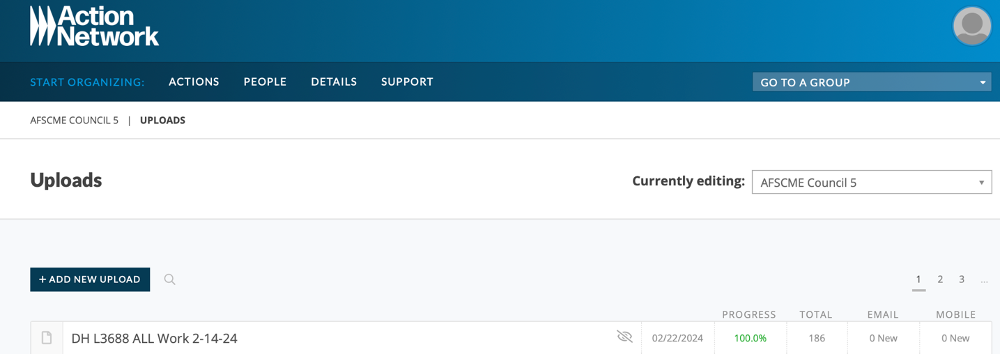 Action
Network
START ORGANIZING: ACTIONS PEOPLE DETAILS SUPPORT GO TO A GROUP
AFSCME COUNCIL 5 | UPLOADS
Uploads Currently editing: AFSCME Council 5
+ ADD NEW UPLOAD 1 2 3 ...
PROGRESS TOTAL EMAIL MOBILE
DH L3688 ALL Work 2-14-24 02/22/2024 100.0% 186 0 New 0 New